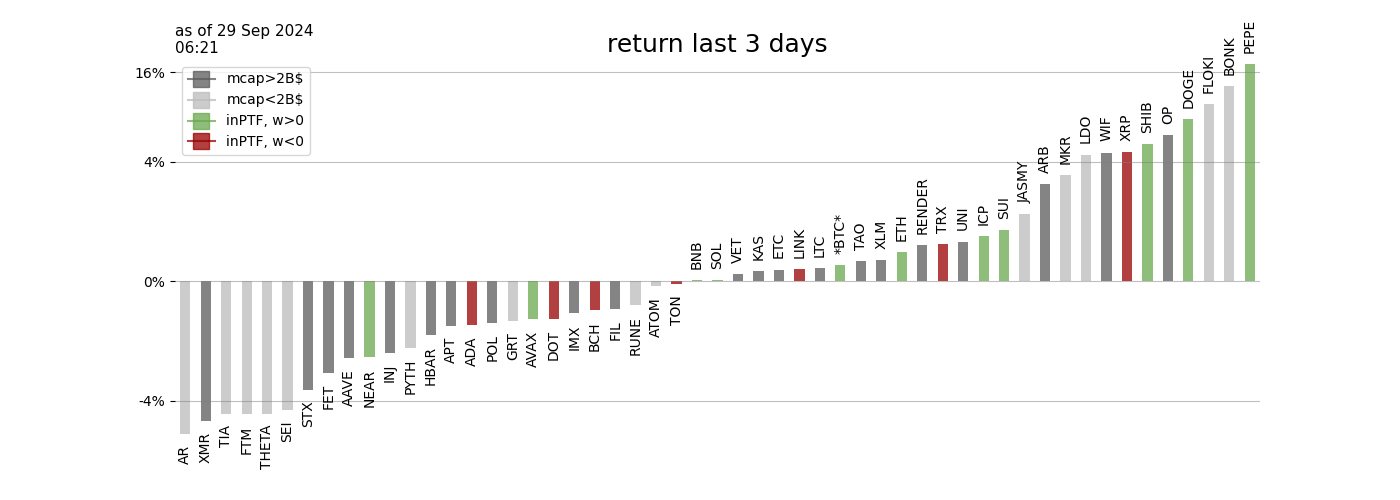 as of 29 Sep 2024
06:21
return last 3 days
16%
4%
0%
-4%
mcap>2B$
mcap<2B$
inPTF, w>0
inPTF, w<0
AR
XMR
TIA
FTM
THETA
SEI
STX
FET
AAVE
NEAR
INJ
PYTH
HBAR
APT
ADA
POL
GRT
AVAX
DOT
IMX
BCH
FIL
RUNE
ATOM
TON
BNB
SOL
VET
KAS
ETC
LINK
LTC
*BTC*
TAO
XLM
ETH
RENDER
TRX
UNI
ICP
SUI
JASMY
ARB
MKR
LDO
WIF
XRP
SHIB
OP
DOGE
FLOKI
BONK
PEPE